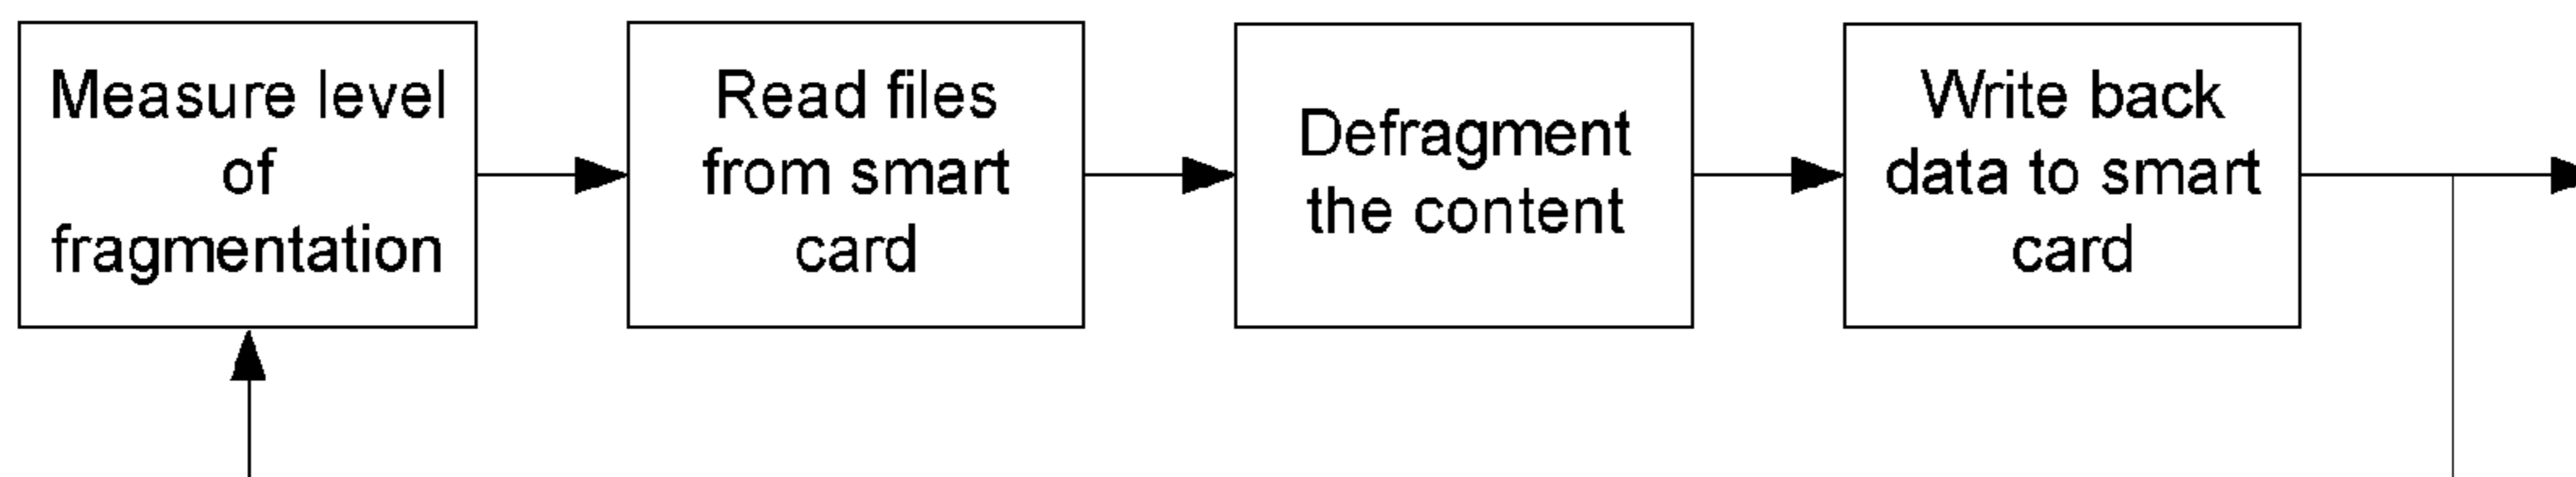 Measure level
of
fragmentation
Read files
from smart
card
Defragment
the content
Write back
data to smart
card